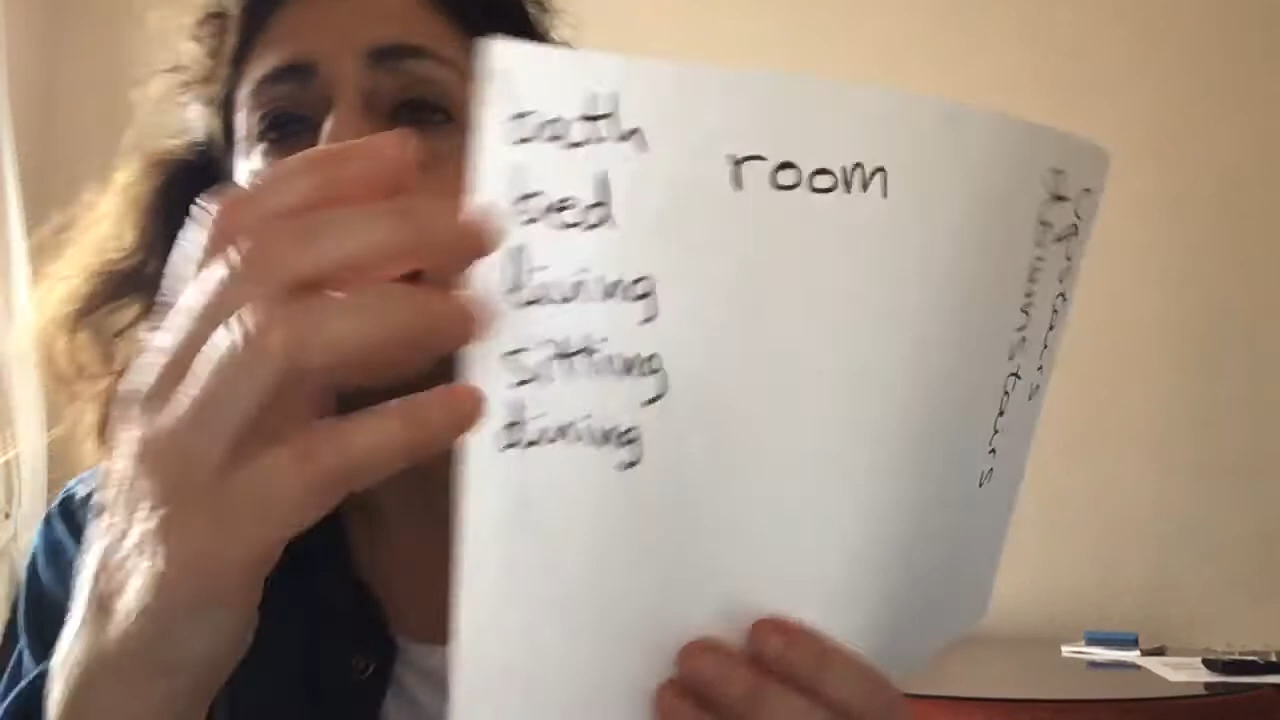 bath
room
bed
living
sitting
dining
upstairs
downstairs